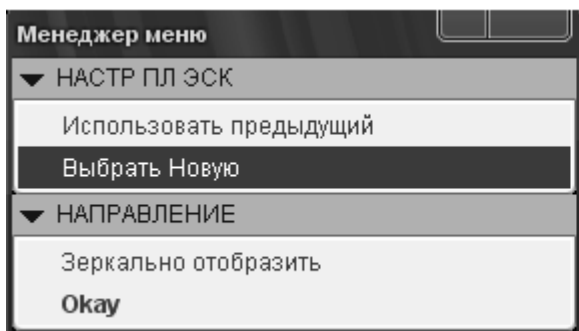 Менеджер меню
НАСТР ПЛ ЭСК
Использовать предыдущий
Выбрать Новую
НАПРАВЛЕНИЕ
Зеркально отобразить
Okay